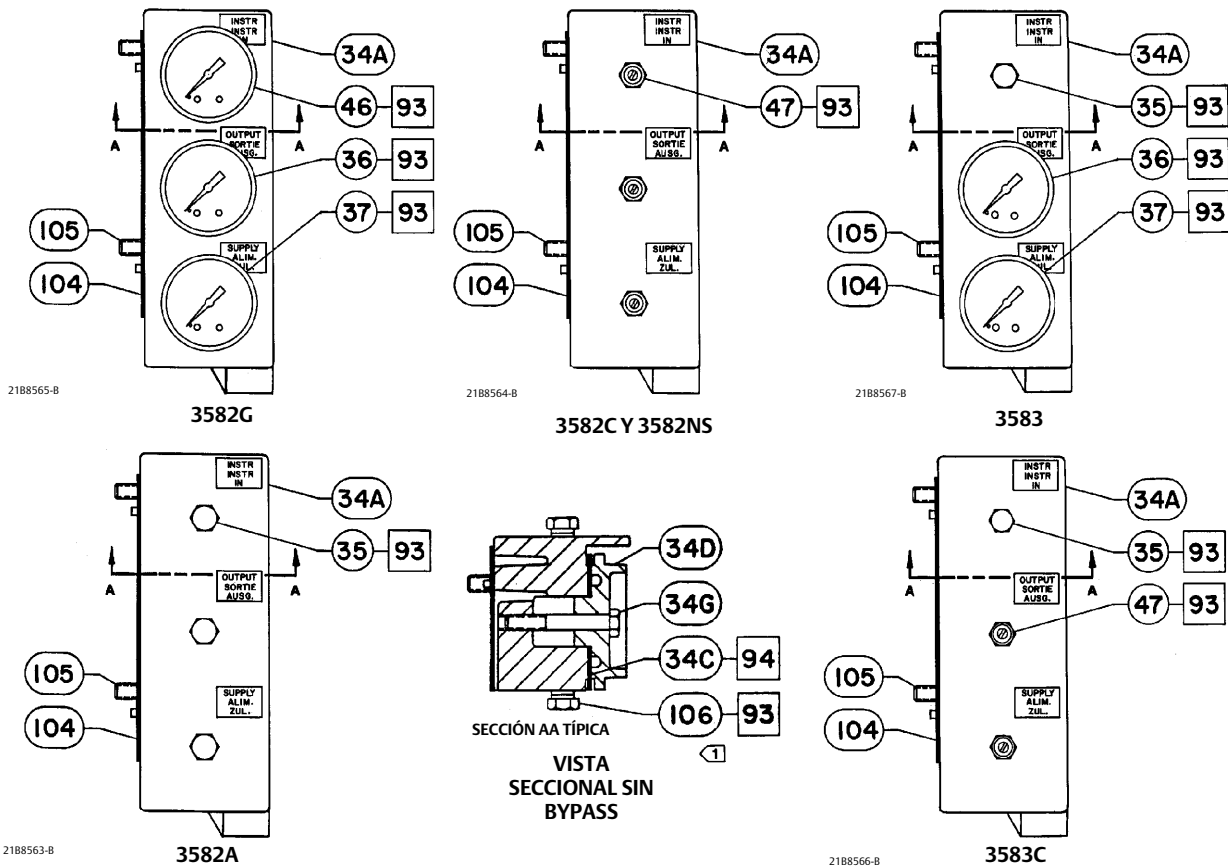 INSTR
INSTR
IN
34A
46 93
A A
OUTPUT
SORTIE
AUSG.
36 93
37 93
105
SUPPLY
ALIM.
104
21B8565-B
3582G
INSTR
INSTR
IN
34A
47 93
A A
OUTPUT
SORTIE
AUSG.
105
SUPPLY
ALIM.
ZUL.
104
21B8564-B
3582C Y 3582NS
INSTR
INSTR
IN
34A
35 93
A A
OUTPUT
SORTIE
AUSG.
36 93
37 93
105
SUPPLY
ALIM.
104
21B8567-B
3583
INSTR
INSTR
IN
34A
35 93
A A
OUTPUT
SORTIE
AUSG.
105
SUPPLY
ALIM.
ZUL.
104
21B8563-B
3582A
34D
34G
34C 94
106 93
SECCIÓN AA TÍPICA
1
VISTA
SECCIONAL SIN
BYPASS
INSTR
INSTR
IN
34A
35 93
A A
OUTPUT
SORTIE
AUSG.
47 93
105
SUPPLY
ALIM.
ZUL.
104
21B8566-B
3583C